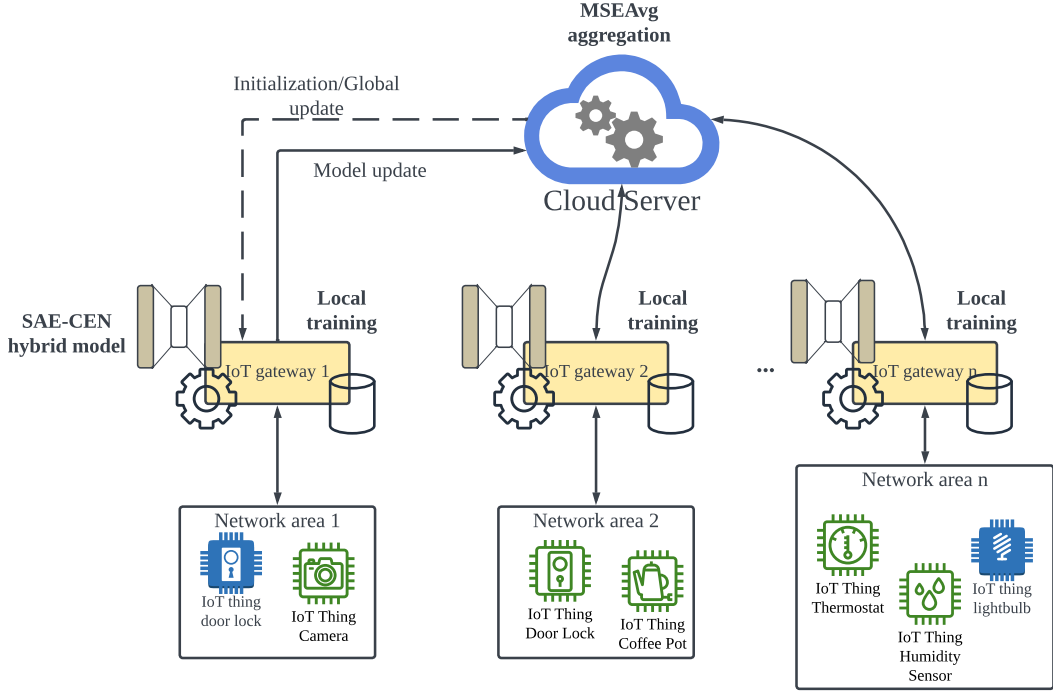 MSEAvg
aggregation
Initialization/Global
update
Model update
Cloud Server
SAE-CEN
hybrid model
Local
training
IoT gateway 1
Local
training
IoT gateway 2
...
Local
training
IoT gateway n
Network area 1
IoT thing
door lock
IoT Thing
Camera
Network area 2
IoT Thing
Door Lock
IoT Thing
Coffee Pot
Network area n
IoT Thing
Thermostat
IoT Thing
Humidity
Sensor
IoT thing
lightbulb